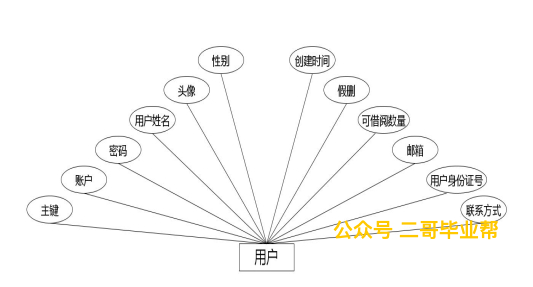 性别
创建时间
头像
假删
用户姓名
可借阅数量
密码
邮箱
账户
用户身份证号
主键
联系方式
公众号 二哥毕业帮
用户